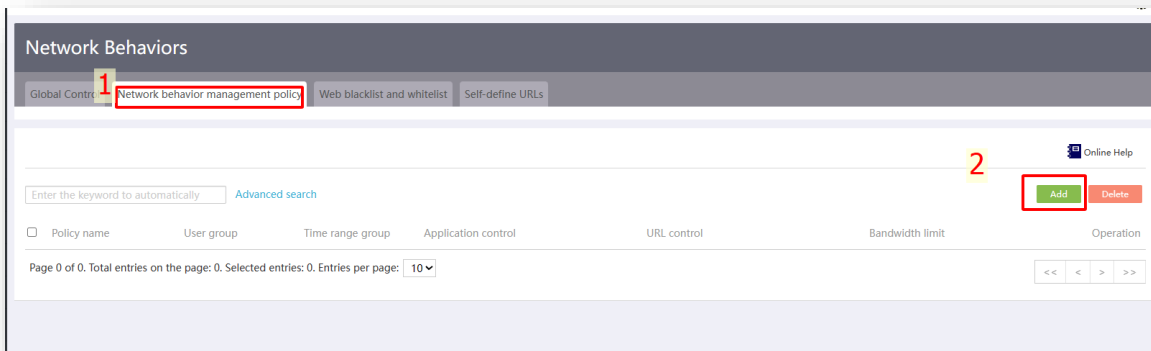 Network Behaviors
1
Global Control Network behavior management policy Web blacklist and whitelist Self-define URLs
2
Online Help
Enter the keyword to automatically Advanced search Add Delete
Policy name User group Time range group Application control URL control Bandwidth limit Operation
Page 0 of 0. Total entries on the page: 0. Selected entries: 0. Entries per page: 10
<< < > >>